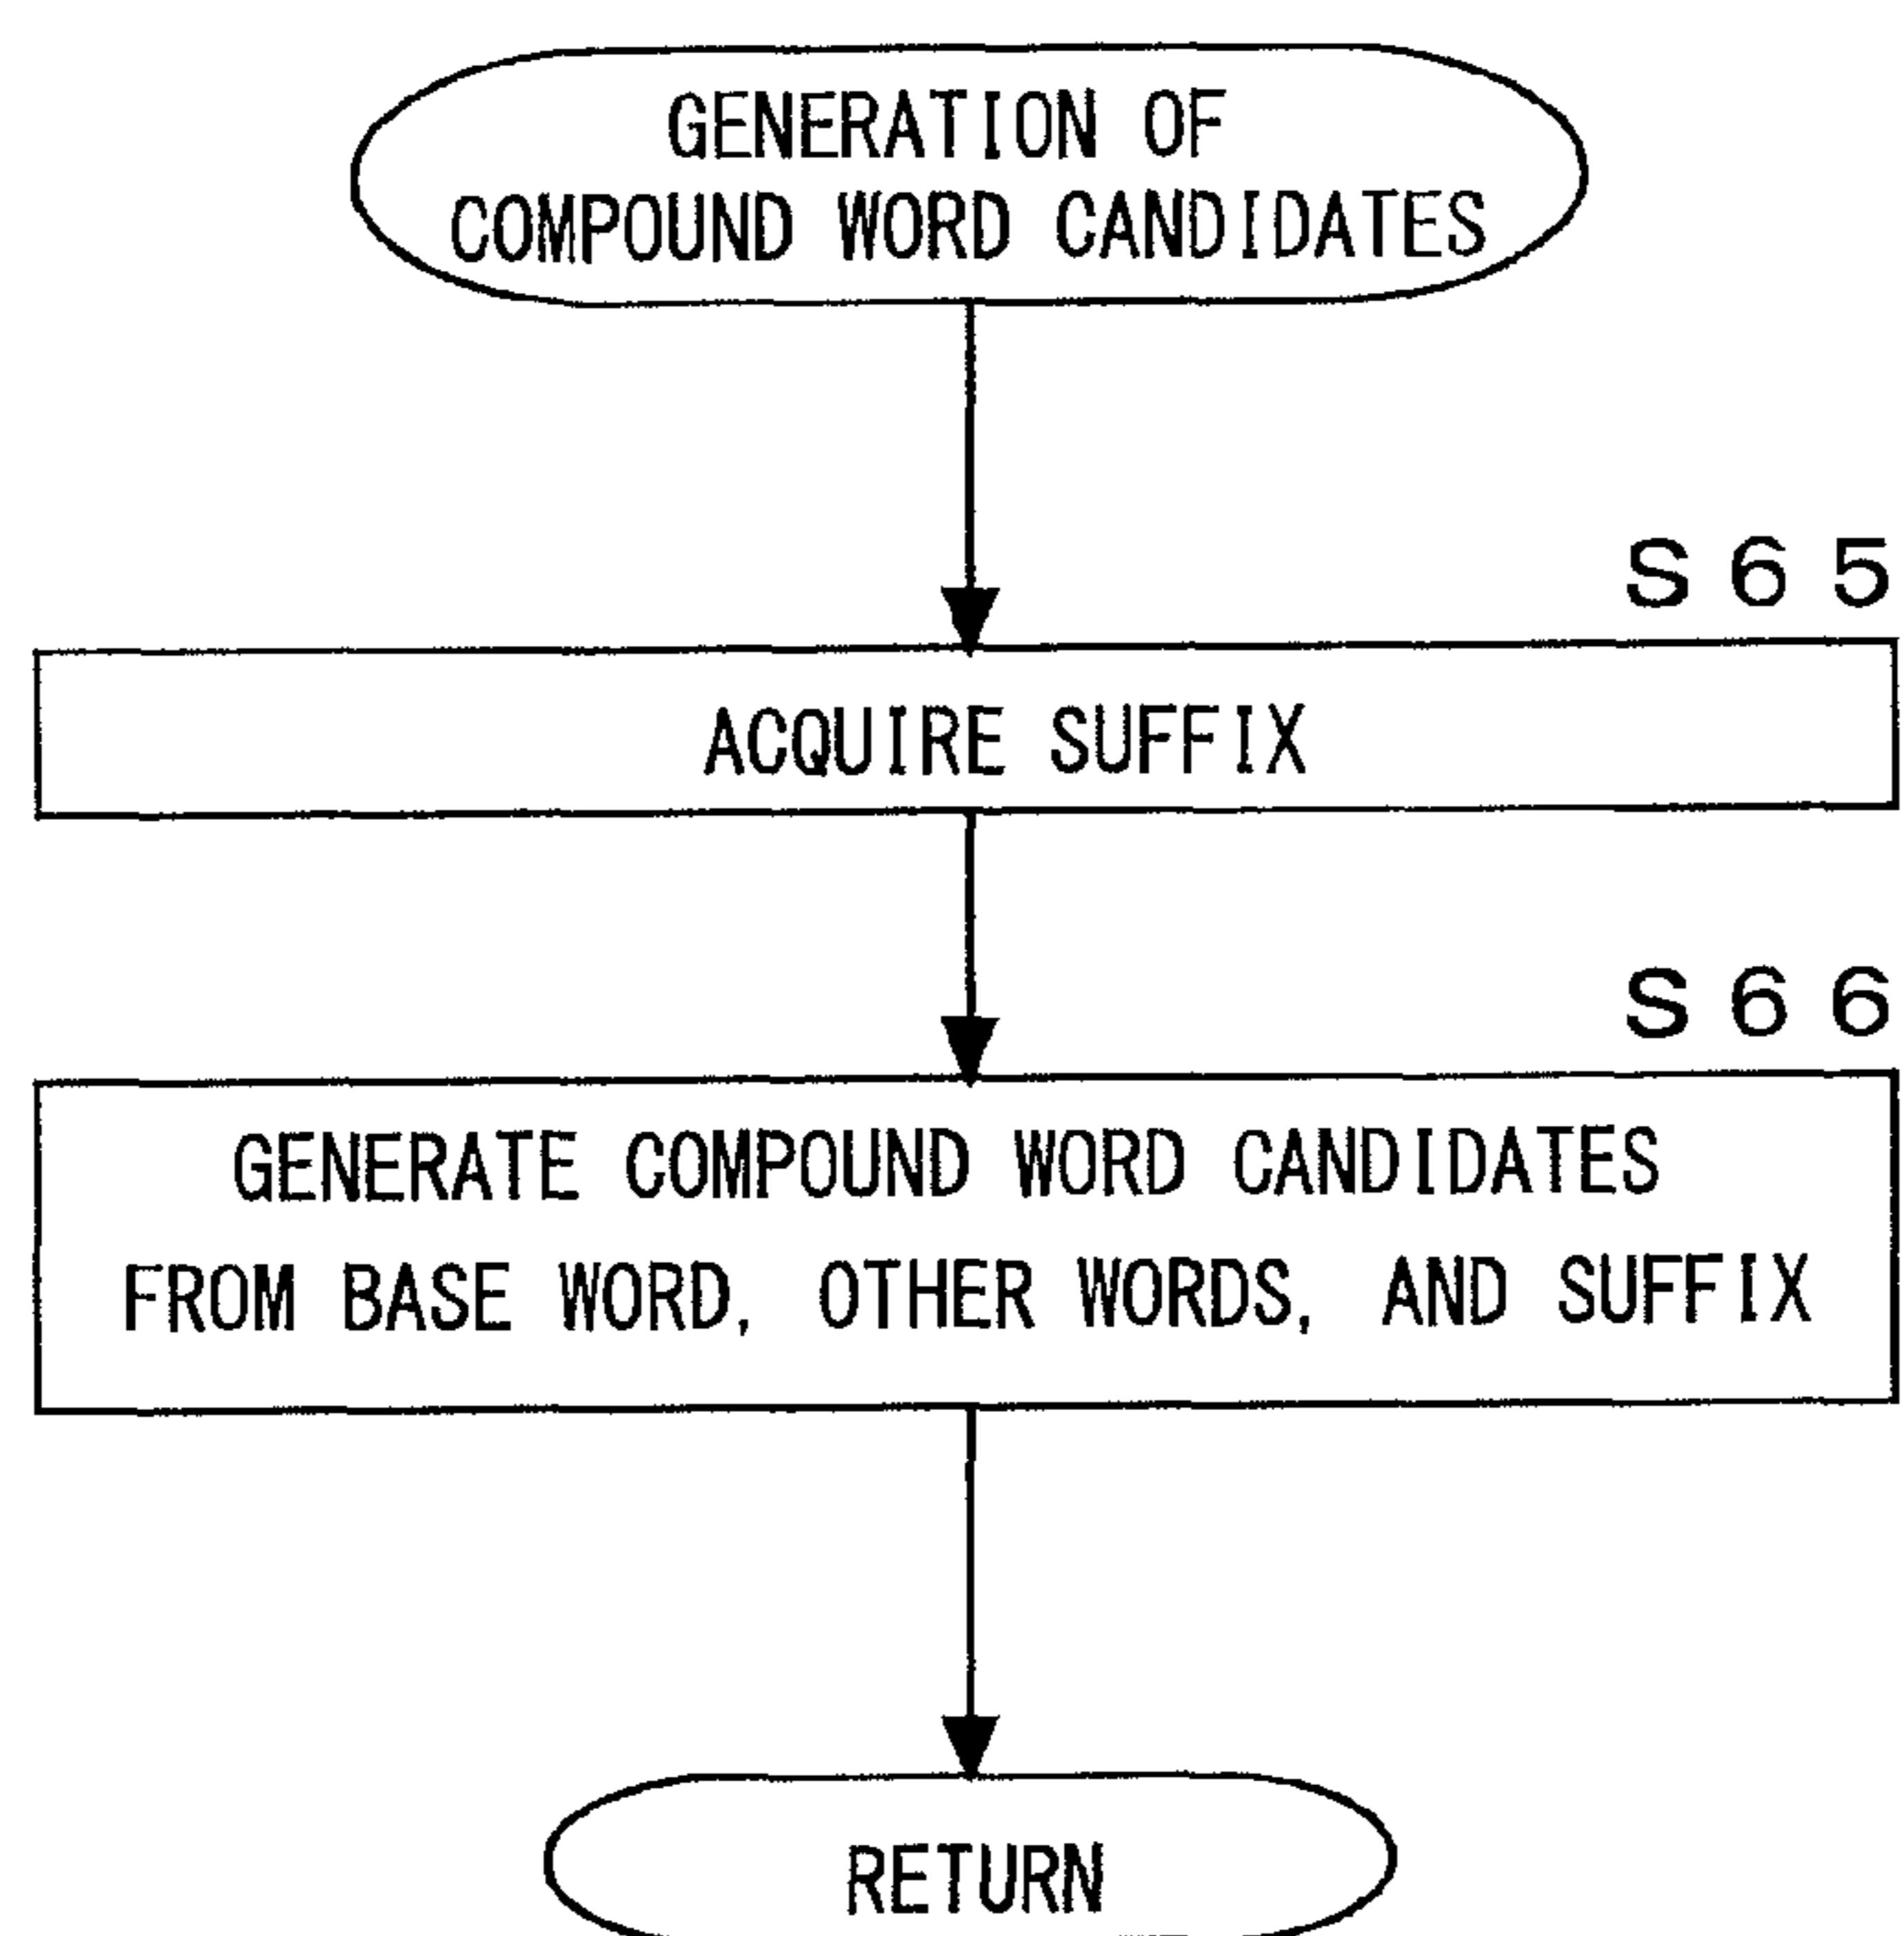 GENERATION OF
COMPOUND WORD CANDIDATES
S65
ACQUIRE SUFFIX
S66
GENERATE COMPOUND WORD CANDIDATES
FROM BASE WORD, OTHER WORDS, AND SUFFIX
RETURN